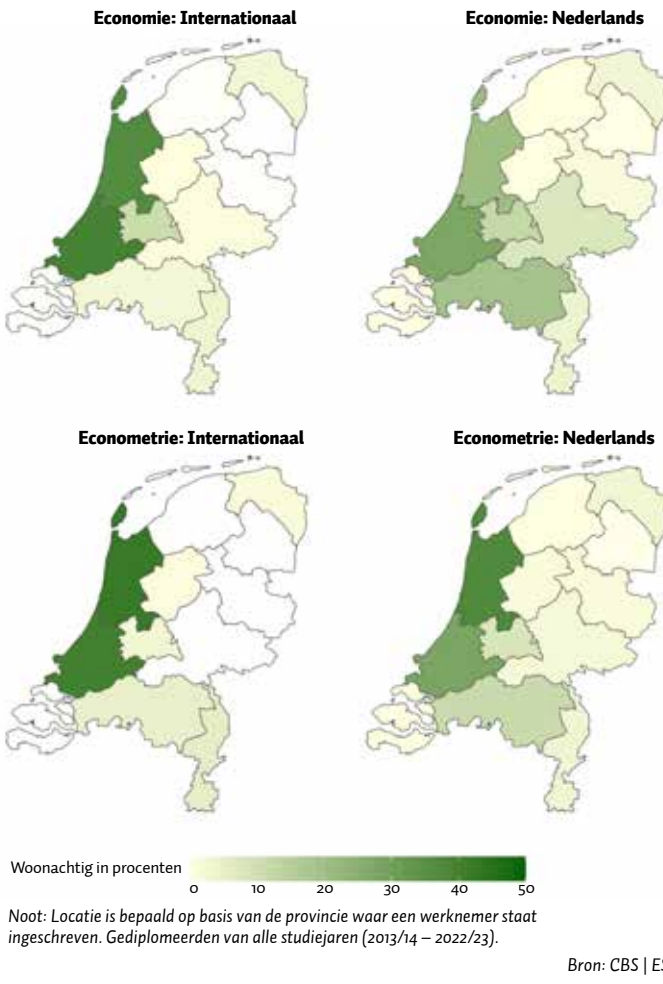 Economie: Internationaal
Economie: Nederlands
Econometrie: Internationaal
Econometrie: Nederlands
Woonachtig in procenten
0 10 20 30 40 50
Noot: Locatie is bepaald op basis van de provincie waar een werknemer staat
ingeschreven. Gediplomeerden van alle studiejaren (2013/14 – 2022/23).
Bron: CBS |